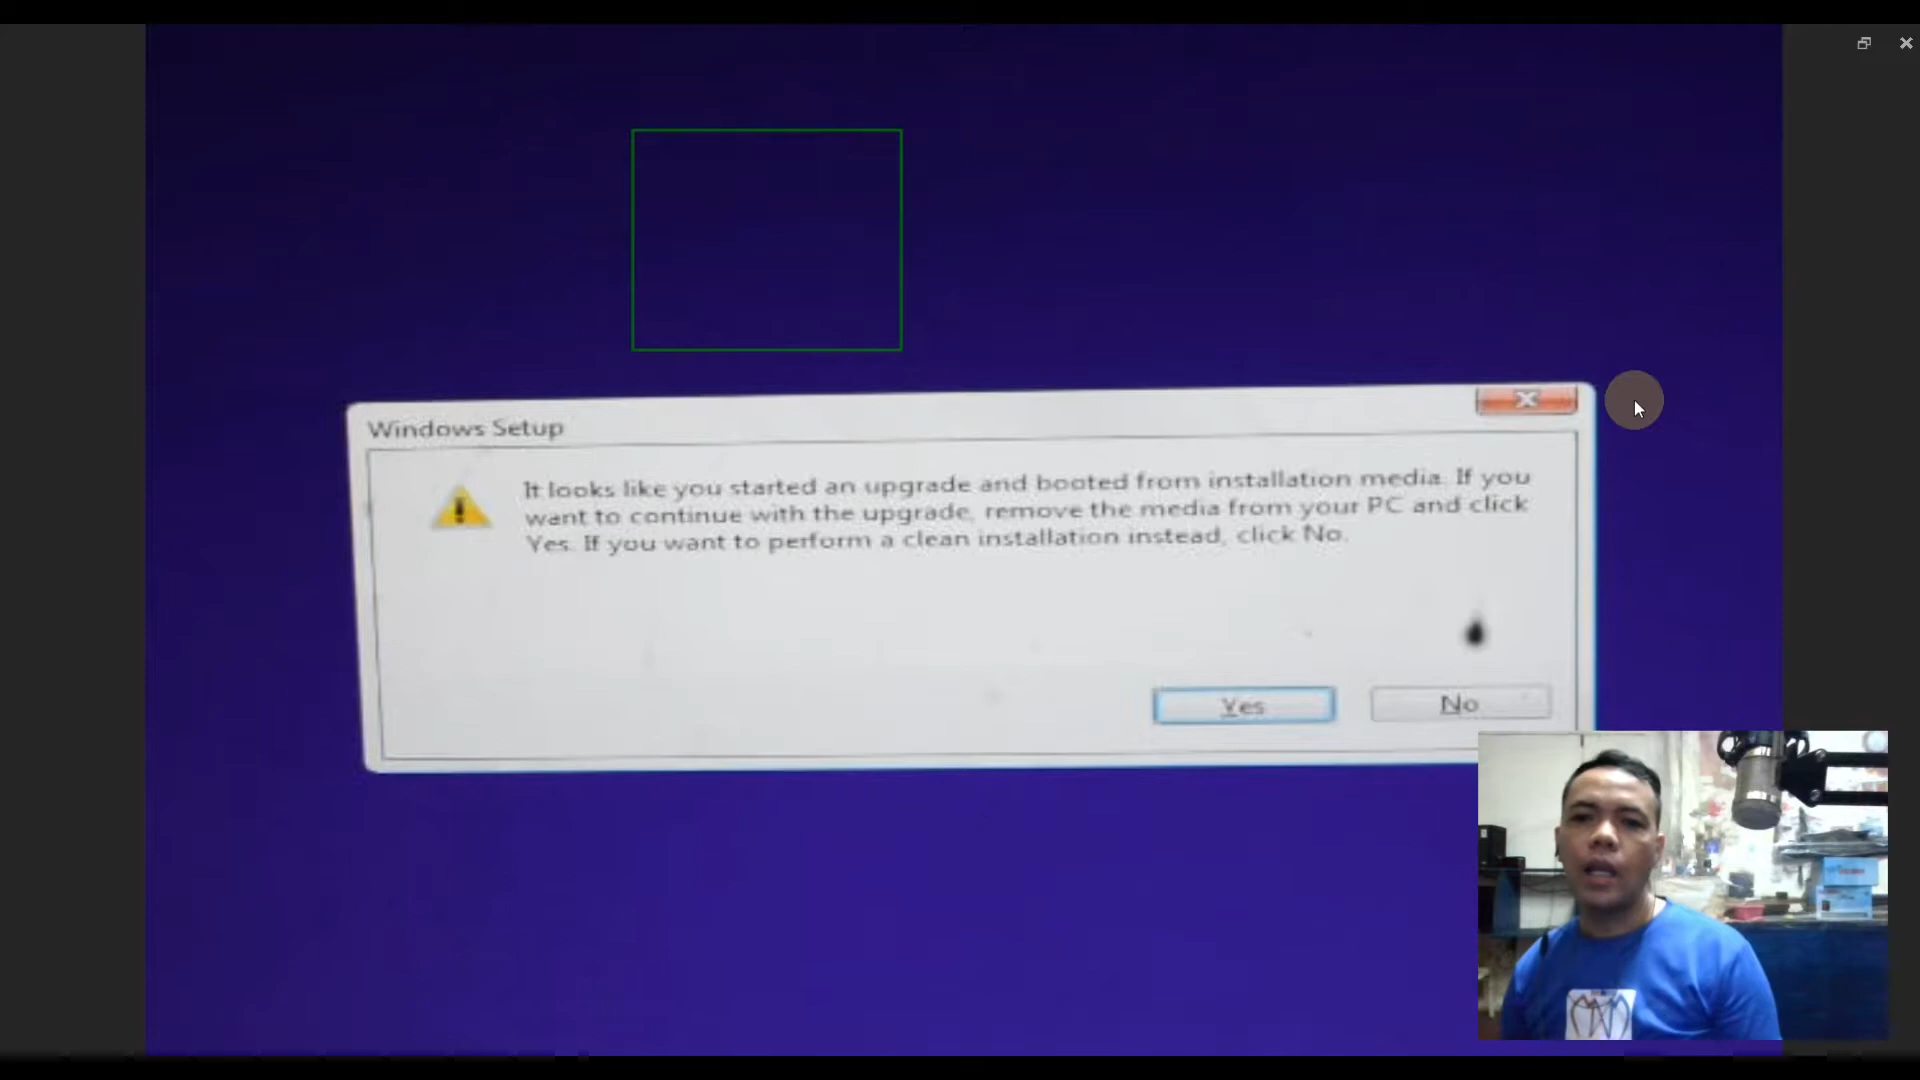 Windows Setup
It looks like you started an upgrade and booted from installation media. If you
want to continue with the upgrade, remove the media from your PC and click
Yes. If you want to perform a clean installation instead, click No.
Yes
No